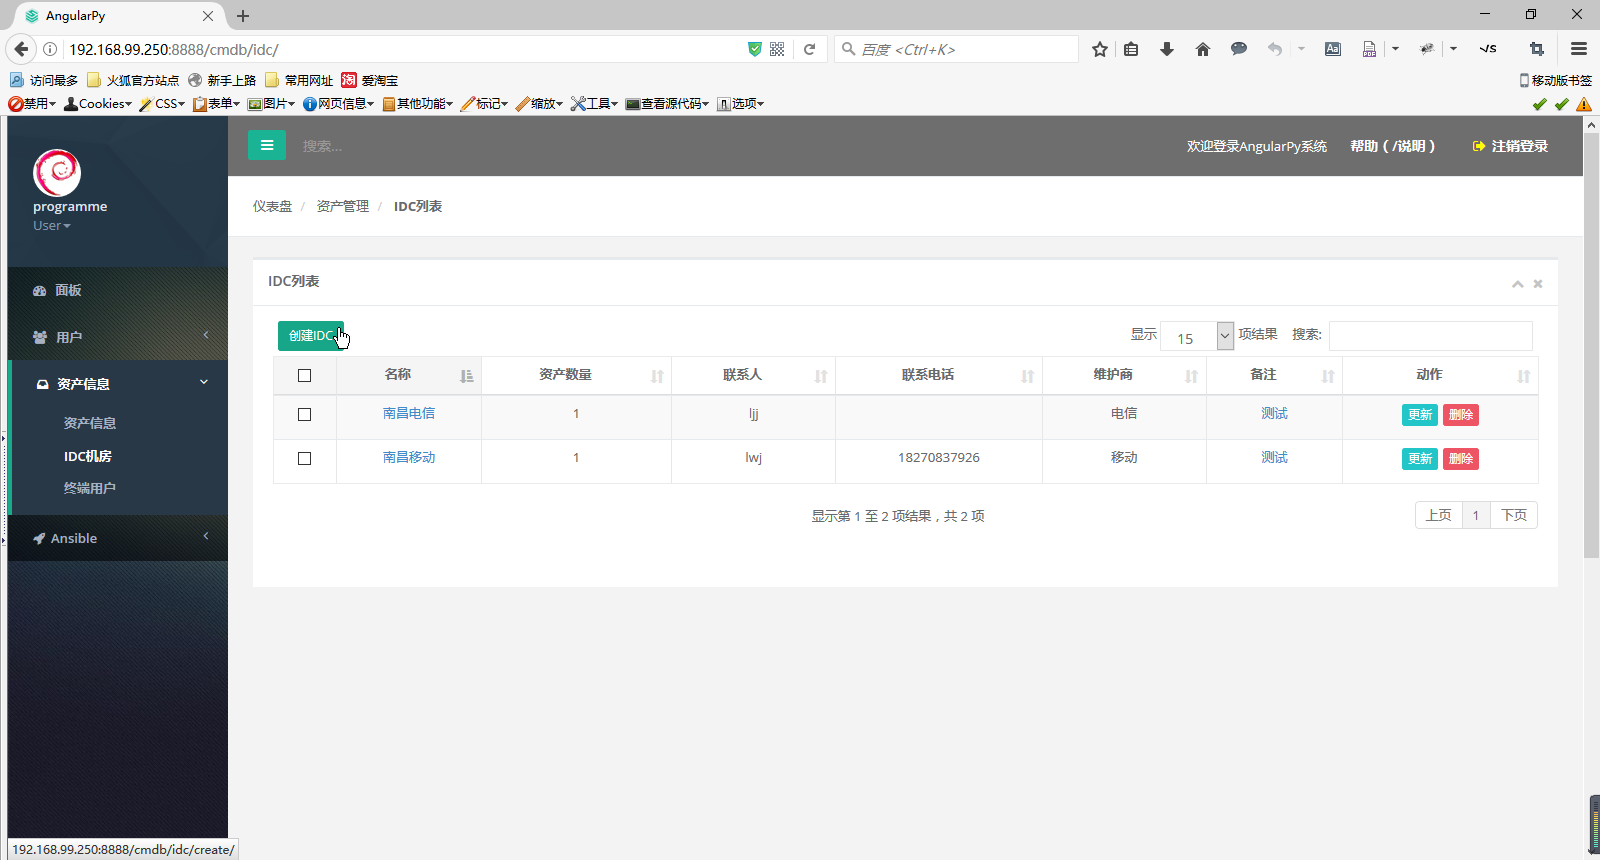 AngularPy
192.168.99.250:8888/cmdb/idc/
百度 <Ctrl+K>
访问最多 火狐官方站点 新手上路 常用网址 淘 爱淘宝 移动版书签
禁用 Cookies CSS 表单 图片 网页信息 其他功能 标记 缩放 工具 查看源代码 选项
搜索... 欢迎登录AngularPy系统 帮助 ( /说明 ) 注销登录
programme
User
仪表盘 / 资产管理 / IDC列表
面板
用户
资产信息
资产信息
IDC机房
终端用户
Ansible
IDC列表
创建IDC 显示 15 项结果 搜索:
名称 资产数量 联系人 联系电话 维护商 备注 动作
南昌电信 1 ljj 电信 测试 更新 删除
南昌移动 1 lwj 18270837926 移动 测试 更新 删除
显示第 1 至 2 项结果 , 共 2 项 上页 1 下页
192.168.99.250:8888/cmdb/idc/create/